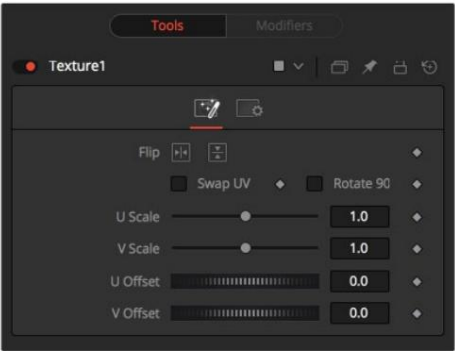 Tools Modifiers
Texture1
Flip
Swap UV Rotate 90
U Scale 1.0
V Scale 1.0
U Offset 0.0
V Offset 0.0